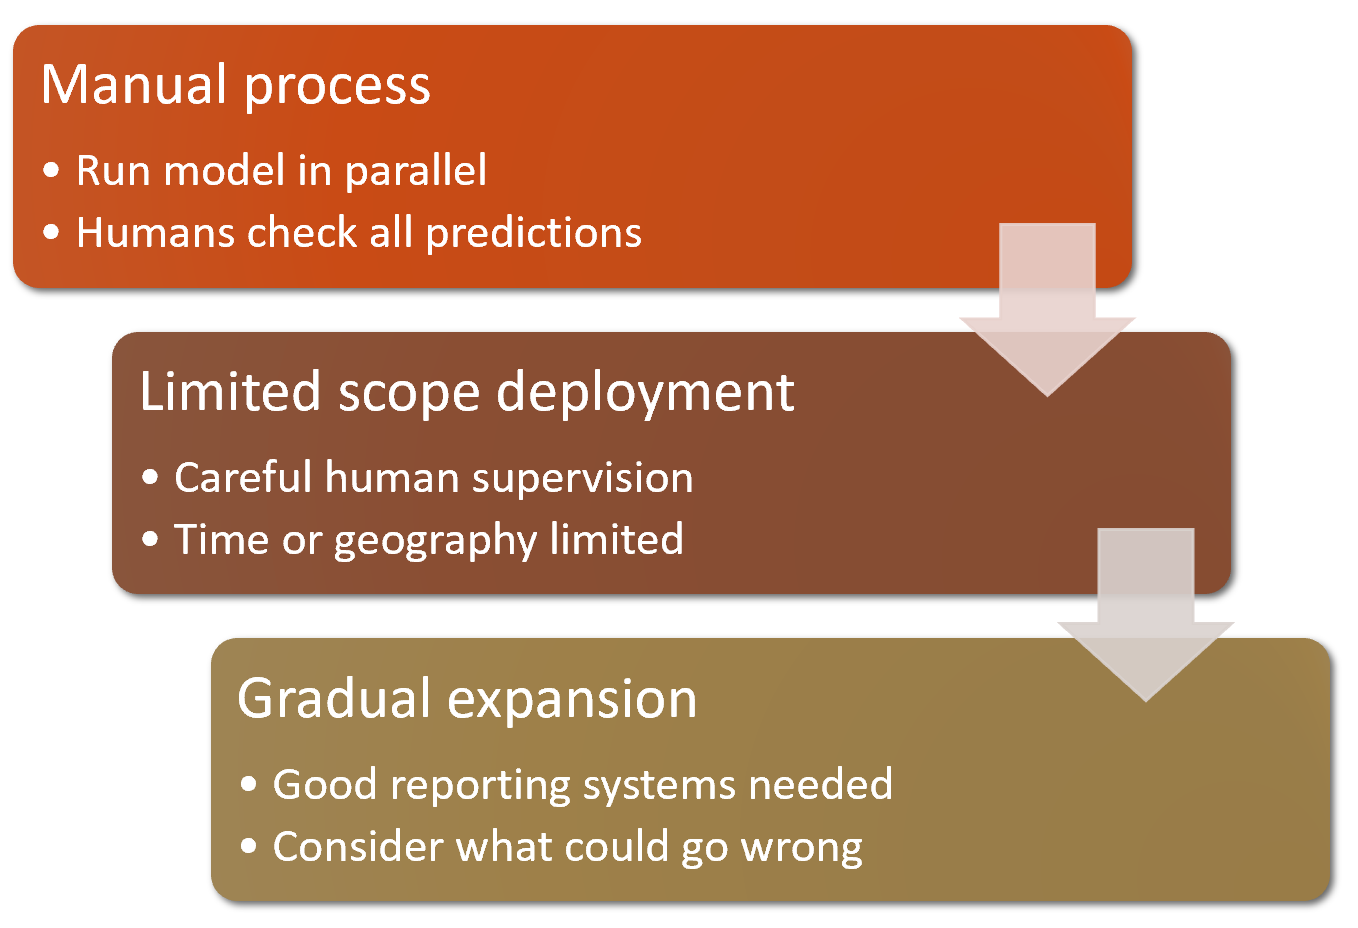 Manual process
• Run model in parallel
• Humans check all predictions
Limited scope deployment
• Careful human supervision
• Time or geography limited
Gradual expansion
• Good reporting systems needed
• Consider what could go wrong